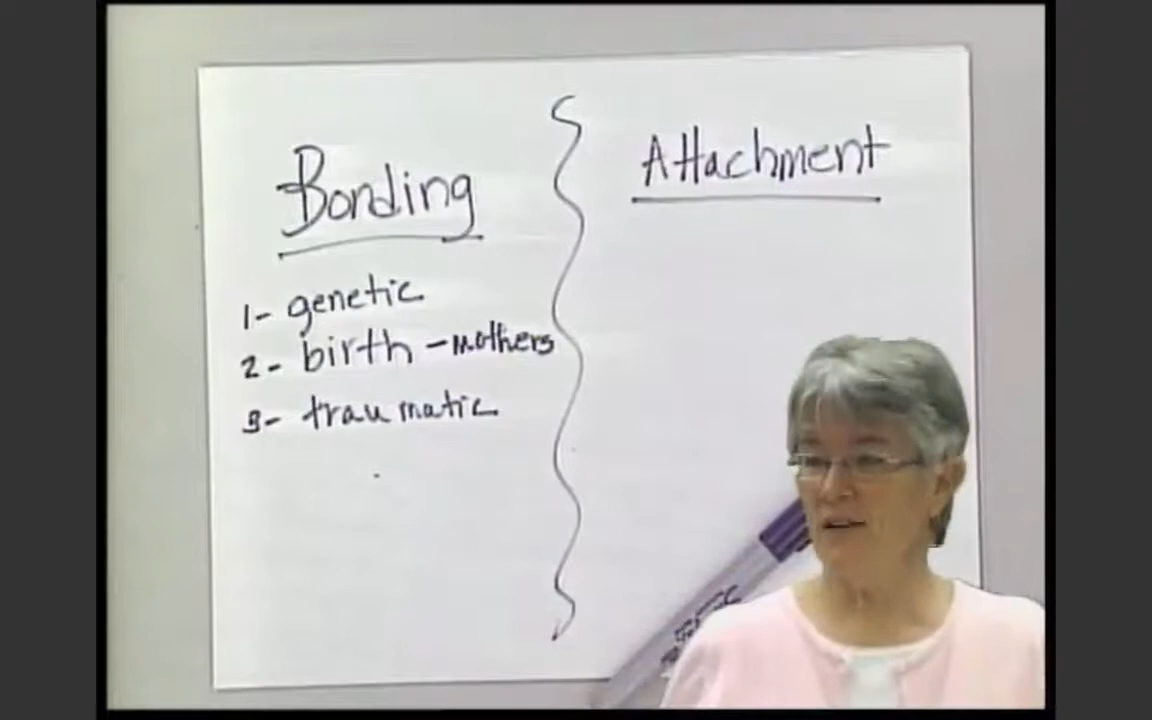 Bonding
1- genetic
2- birth - mothers
3- traumatic
Attachment